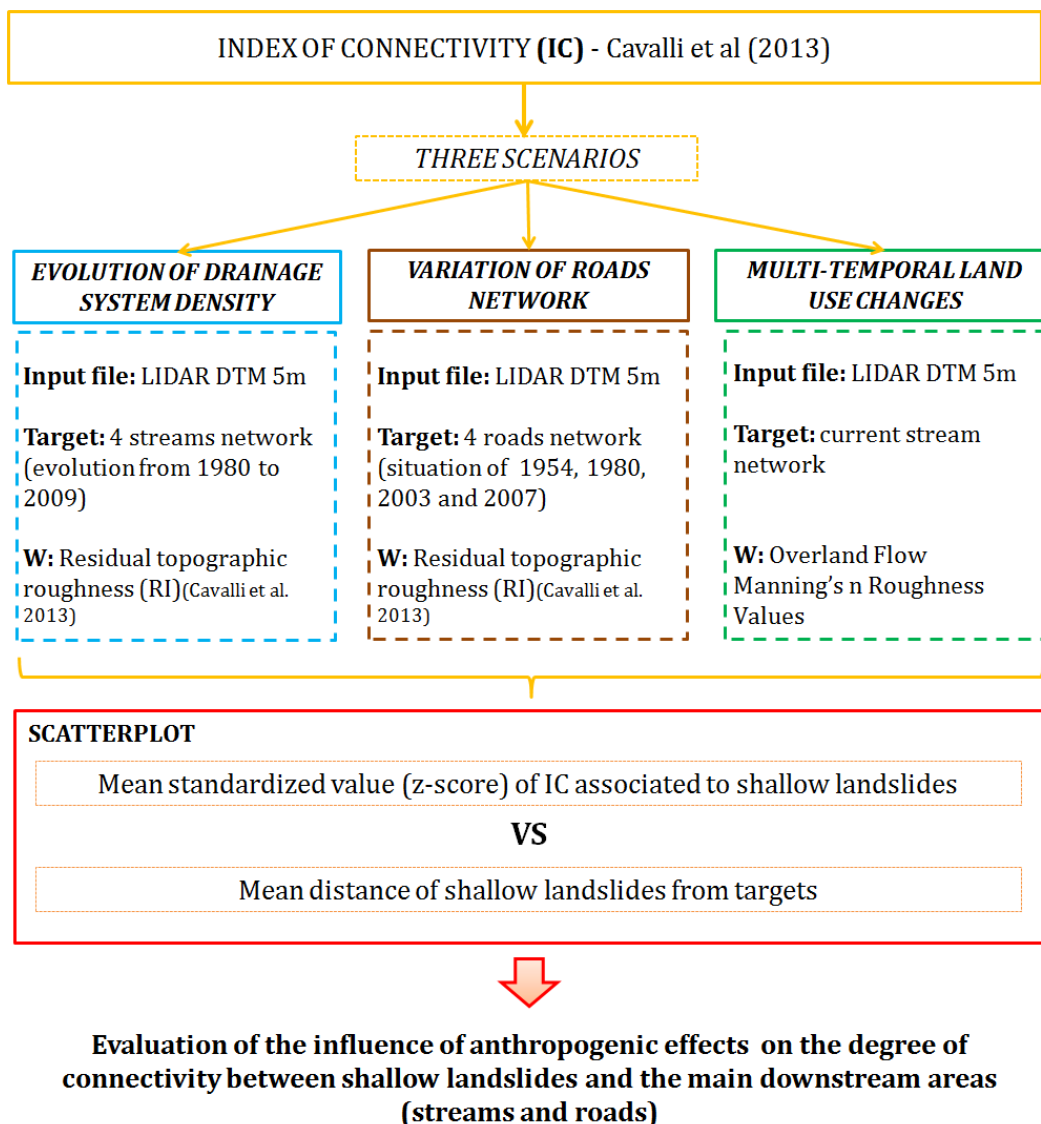 INDEX OF CONNECTIVITY (IC) - Cavalli et al (2013)
THREE SCENARIOS
EVOLUTION OF DRAINAGE
SYSTEM DENSITY
Input file: LIDAR DTM 5m
Target: 4 streams network
(evolution from 1980 to
2009)
W: Residual topographic
roughness (RI)(Cavalli et al.
2013)
VARIATION OF ROADS
NETWORK
Input file: LIDAR DTM 5m
Target: 4 roads network
(situation of 1954, 1980,
2003 and 2007)
W: Residual topographic
roughness (RI)(Cavalli et al.
2013)
MULTI-TEMPORAL LAND
USE CHANGES
Input file: LIDAR DTM 5m
Target: current stream
network
W: Overland Flow
Manning's n Roughness
Values
SCATTERPLOT
Mean standardized value (z-score) of IC associated to shallow landslides
VS
Mean distance of shallow landslides from targets
Evaluation of the influence of anthropogenic effects on the degree of
connectivity between shallow landslides and the main downstream areas
(streams and roads)